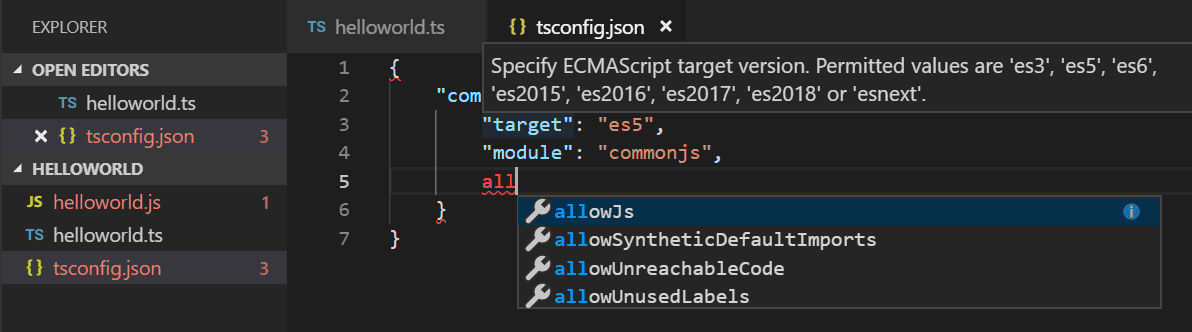 EXPLORER
OPEN EDITORS
TS helloworld.ts
{} tsconfig.json 3
HELLOWORLD
JS helloworld.js 1
TS helloworld.ts
{} tsconfig.json 3
TS helloworld.ts {} tsconfig.json ×
Specify ECMAScript target version. Permitted values are 'es3', 'es5', 'es6',
'es2015', 'es2016', 'es2017', 'es2018' or 'esnext'.
1 {
2 "com
3 "target": "es5",
4 "module": "commonjs",
5 all
6 }
7 }
allowJs
allowSyntheticDefaultImports
allowUnreachableCode
allowUnusedLabels